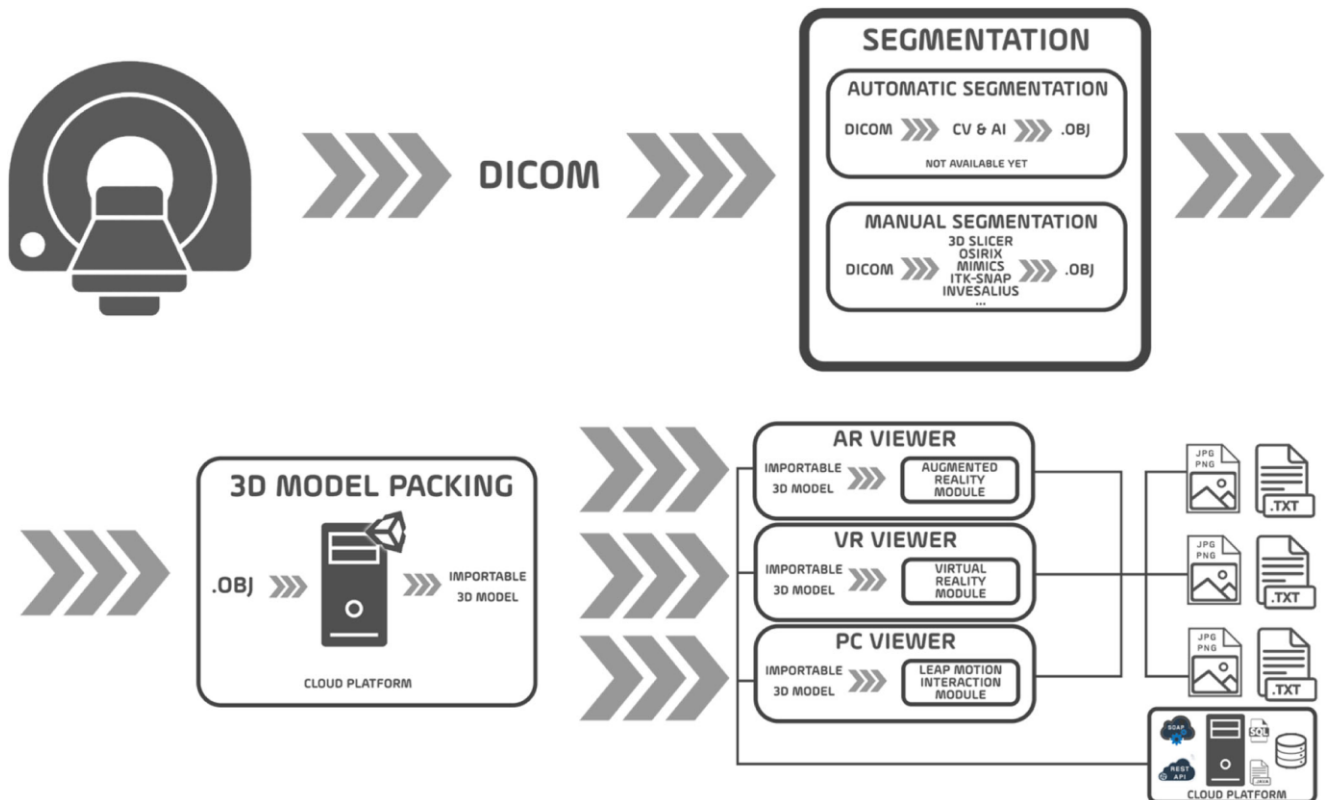 SEGMENTATION
AUTOMATIC SEGMENTATION
DICOM CV & AI .OBJ
NOT AVAILABLE YET
DICOM
MANUAL SEGMENTATION
3D SLICER
OSIRIX
DICOM MIMICS .OBJ
ITK-SNAP
INVESALIUS
...
3D MODEL PACKING
.OBJ IMPORTABLE
3D MODEL
CLOUD PLATFORM
AR VIEWER
IMPORTABLE
3D MODEL
AUGMENTED
REALITY
MODULE
VR VIEWER
IMPORTABLE
3D MODEL
VIRTUAL
REALITY
MODULE
PC VIEWER
IMPORTABLE
3D MODEL
LEAP MOTION
INTERACTION
MODULE
JPG
PNG
.TXT
JPG
PNG
.TXT
JPG
PNG
.TXT
SOAP
SQL
REST
API
CLOUD PLATFORM